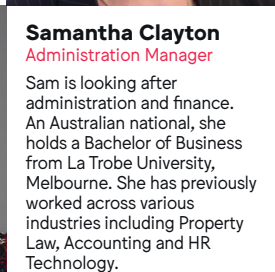 Samantha Clayton
Administration Manager
Sam is looking after
administration and finance.
An Australian national, she
holds a Bachelor of Business
from La Trobe University,
Melbourne. She has previously
worked across various
industries including Property
Law, Accounting and HR
Technology.